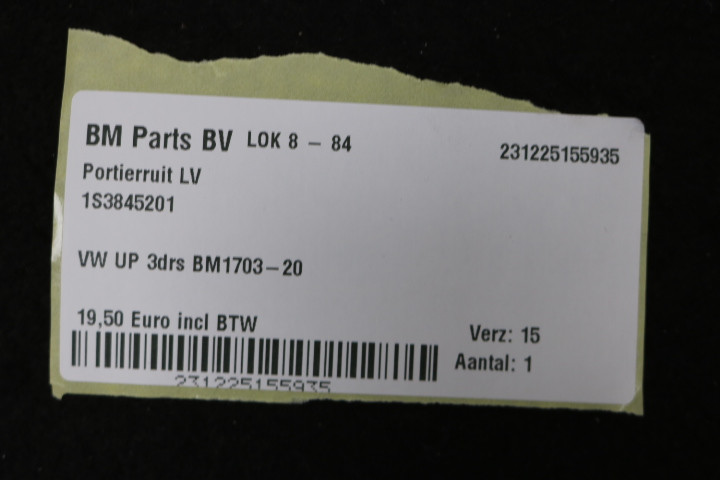 BM Parts BV LOK 8 - 84 231225155935
Portierruit LV
1S3845201
VW UP 3drs BM1703-20
19,50 Euro incl BTW
Verz: 15
Aantal: 1
231225155935